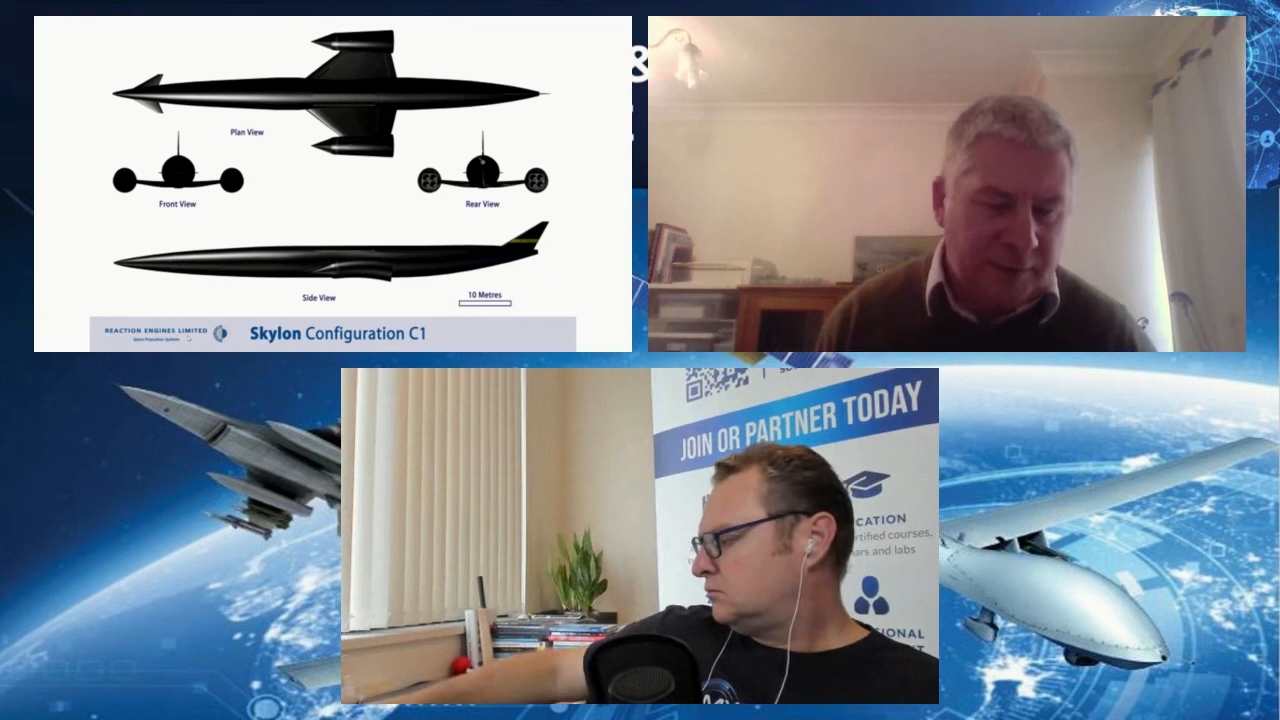 &
Plan View
Front View
Rear View
Side View
10 Metres
REACTION ENGINES LIMITED
Skylon Configuration C1
JOIN OR PARTNER TODAY
CATION
rtified courses,
ars and labs
IONAL